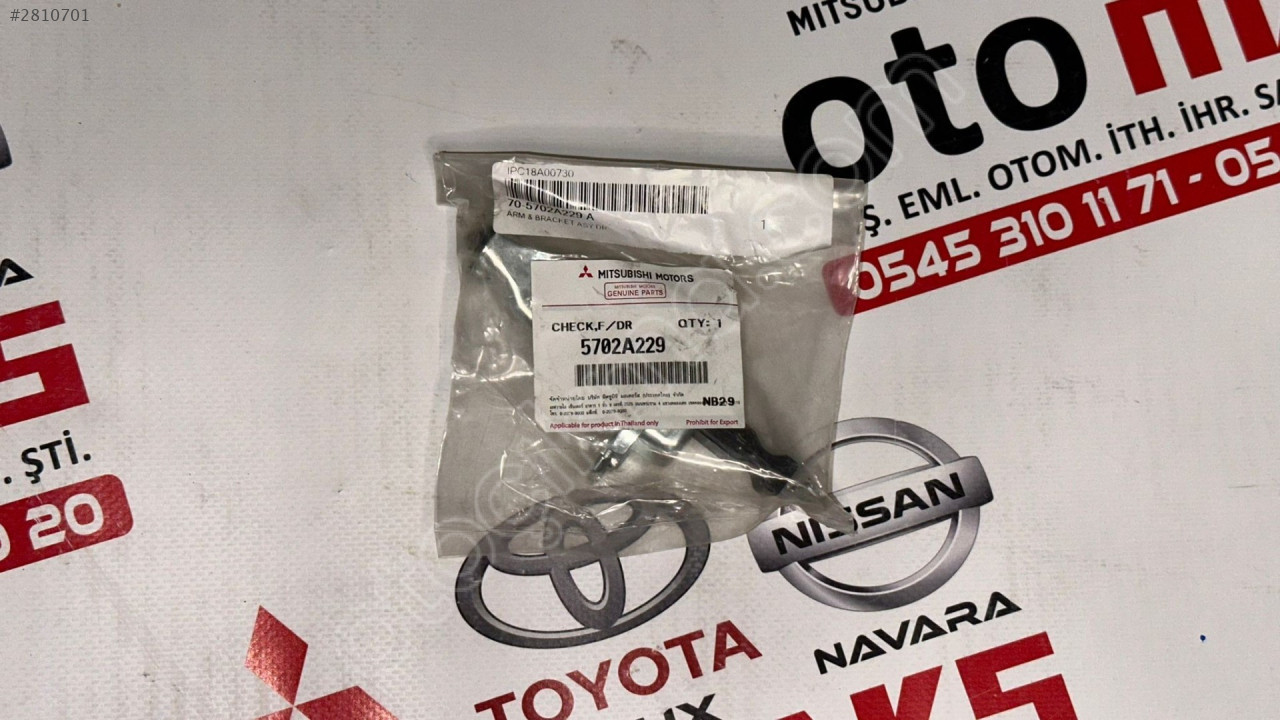 #2810701
MITSUB
oto
Ş. EML. OTOM. İTH. İHR. SA
0545 310 11 71 - 05
IPC18A00730
70-5702A229-A
ARM & BRACKET ASY,DR
1
MITSUBISHI MOTORS
GENUINE PARTS
CHECK,F/DR QTY: 1
5702A229
NB29
Applicable for product in Thailand only Prohibit for Export
A
. ŞTİ.
20
NISSAN
NAVARA
TOYOTA